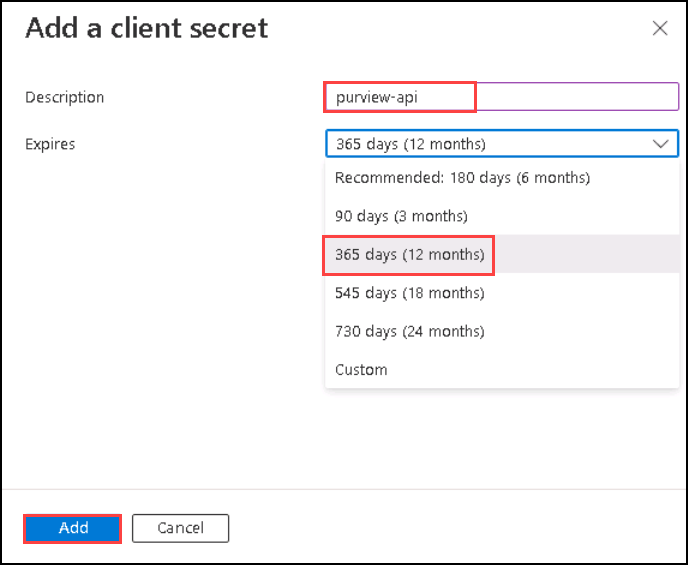 Add a client secret
Description
purview-api
Expires
365 days (12 months)
Recommended: 180 days (6 months)
90 days (3 months)
365 days (12 months)
545 days (18 months)
730 days (24 months)
Custom
Add
Cancel